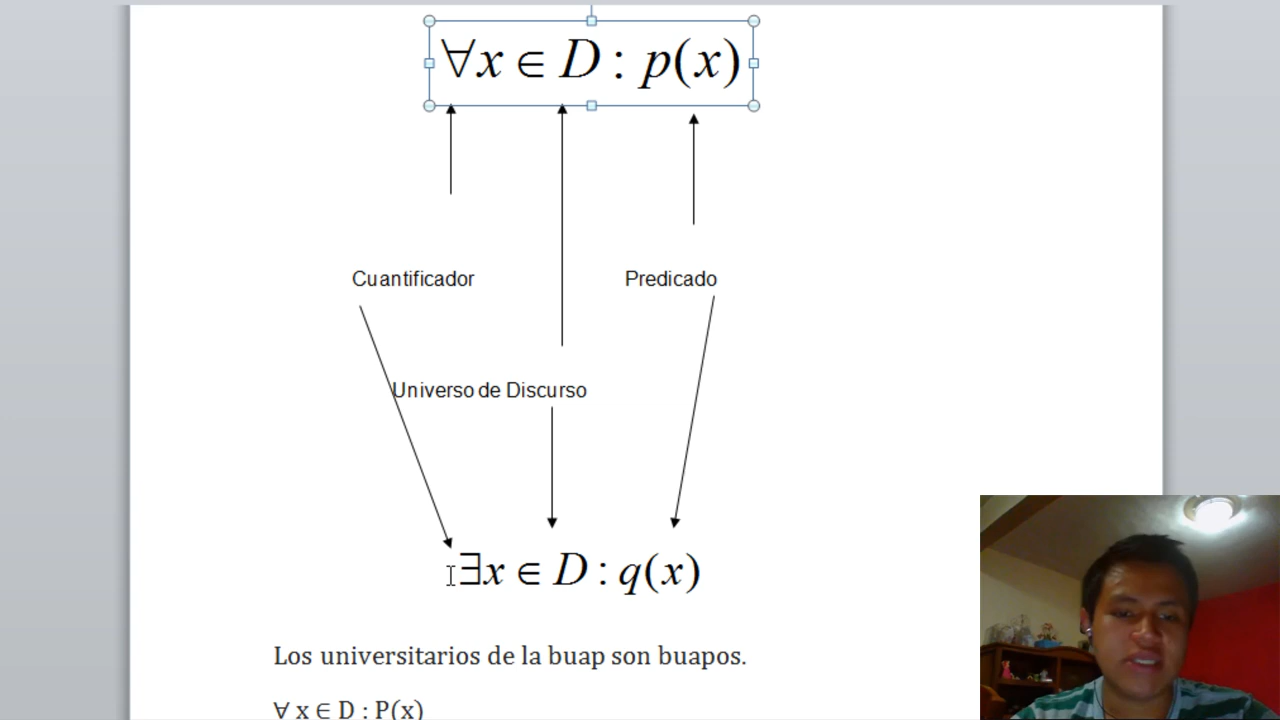 ∀x ∈ D : p(x)
Cuantificador Predicado
Universo de Discurso
∃x ∈ D : q(x)
Los universitarios de la buap son buapos.
∀ x ∈ D : P(x)